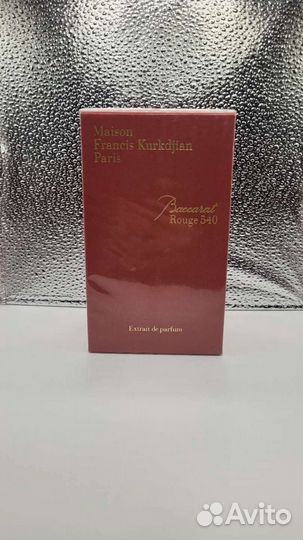 Maison
Francis Kurkdjian
Paris
Baccarat
Rouge 540
Extrait de parfum
Avito